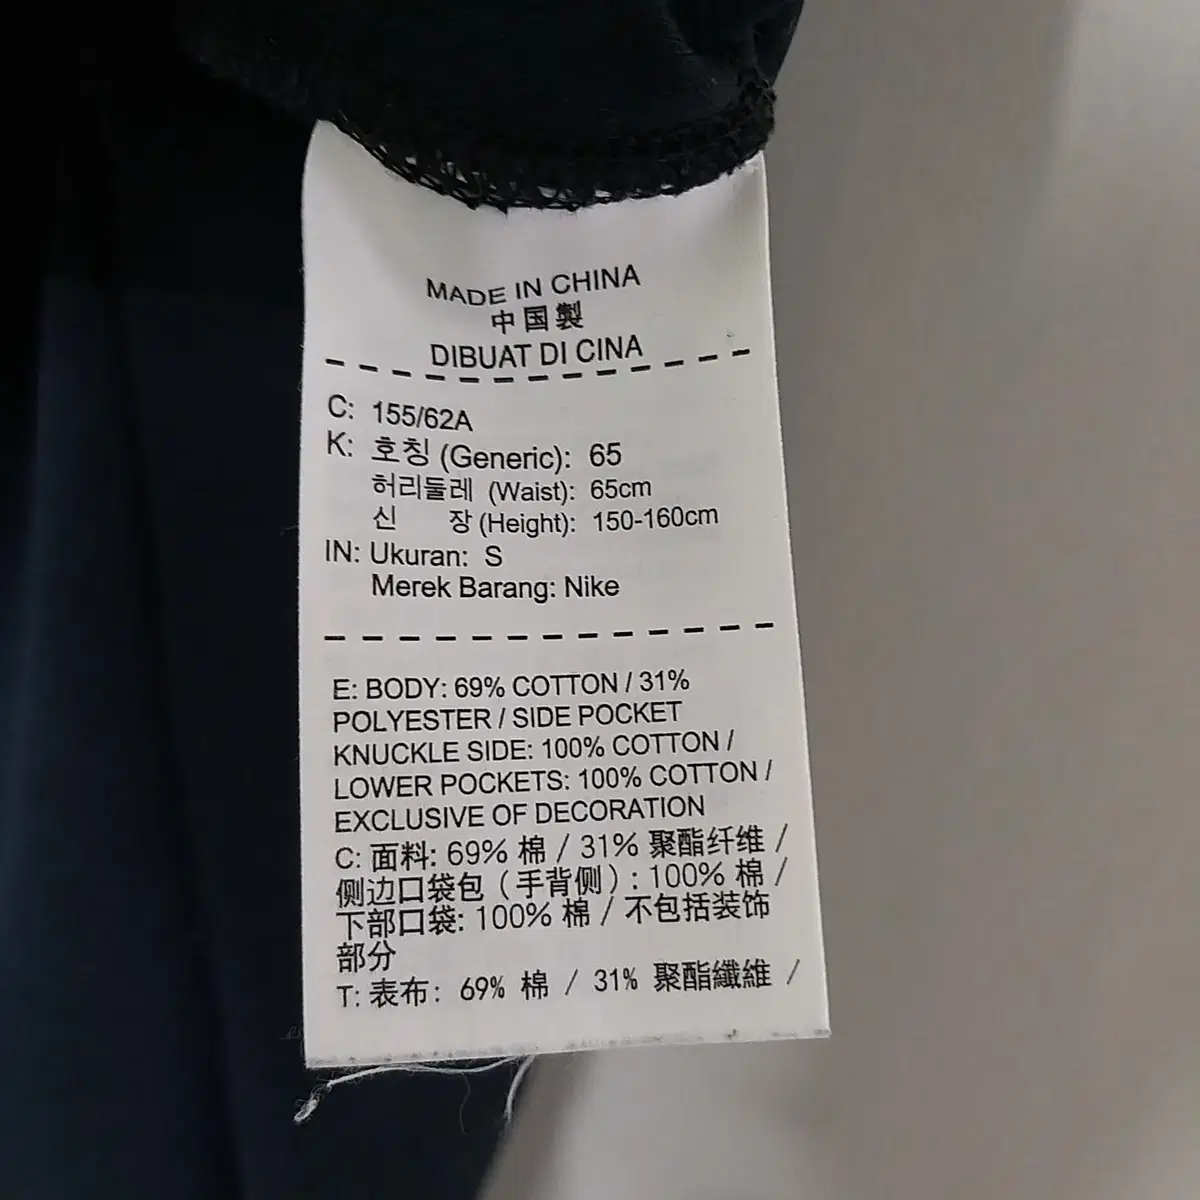 MADE IN CHINA
中国製
DIBUAT DI CINA
C: 155/62A
K: 호칭 (Generic): 65
허리둘레 (Waist): 65cm
신 장 (Height): 150-160cm
IN: Ukuran: S
Merek Barang: Nike
E: BODY: 69% COTTON / 31%
POLYESTER / SIDE POCKET
KNUCKLE SIDE: 100% COTTON /
LOWER POCKETS: 100% COTTON /
EXCLUSIVE OF DECORATION
C: 面料: 69% 棉 / 31% 聚酯纤维 /
侧边口袋包（手背侧）: 100% 棉 /
下部口袋: 100% 棉 / 不包括装饰
部分
T: 表布: 69% 棉 / 31% 聚酯纖維 /